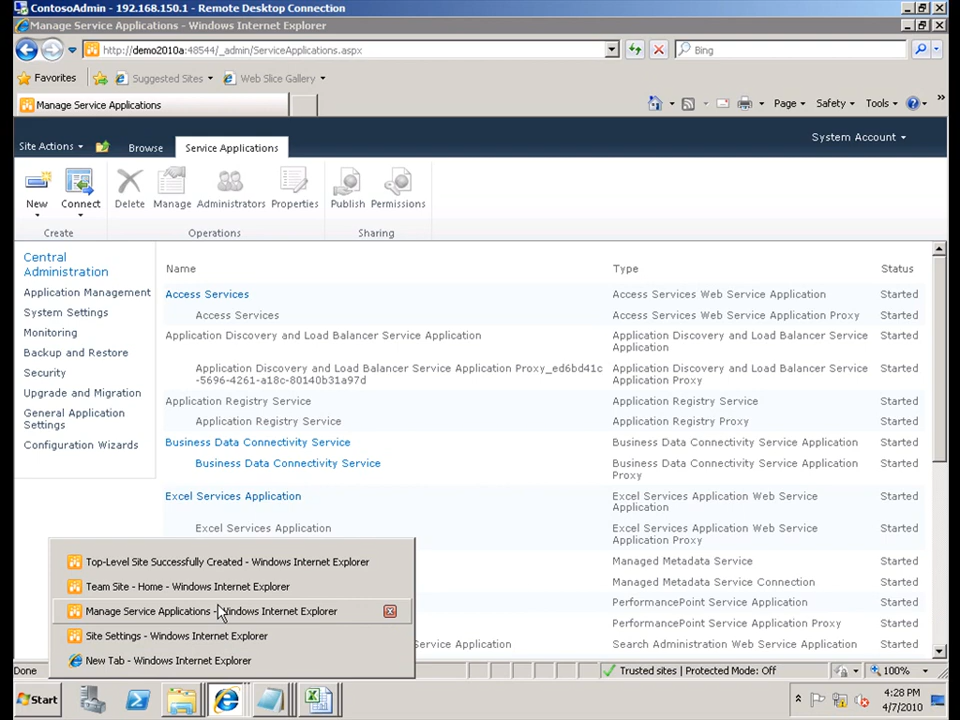 ContosoAdmin - 192.168.150.1 - Remote Desktop Connection
Manage Service Applications - Windows Internet Explorer
http://demo2010a:48544/_admin/ServiceApplications.aspx
Bing
Favorites
Suggested Sites
Web Slice Gallery
Manage Service Applications
Page
Safety
Tools
»
Site Actions
Browse
Service Applications
System Account
New
Connect
Delete
Manage
Administrators
Properties
Publish
Permissions
Create
Operations
Sharing
Central
Administration
Application Management
System Settings
Monitoring
Backup and Restore
Security
Upgrade and Migration
General Application
Settings
Configuration Wizards
Name
Type
Status
Access Services
Access Services Web Service Application
Started
Access Services
Access Services Web Service Application Proxy
Started
Application Discovery and Load Balancer Service Application
Application Discovery and Load Balancer Service
Application
Started
Application Discovery and Load Balancer Service Application Proxy_ed6bd41c
-5696-4261-a18c-80140b31a97d
Application Discovery and Load Balancer Service
Application Proxy
Started
Application Registry Service
Application Registry Service
Started
Application Registry Service
Application Registry Proxy
Started
Business Data Connectivity Service
Business Data Connectivity Service Application
Started
Business Data Connectivity Service
Business Data Connectivity Service Application
Proxy
Started
Excel Services Application
Excel Services Application Web Service
Application
Started
Excel Services Application
Excel Services Application Web Service
Application Proxy
Started
Managed Metadata Service
Started
Managed Metadata Service Connection
Started
PerformancePoint Service Application
Started
PerformancePoint Service Application Proxy
Started
Services Application
Search Administration Web Service Application
Started
Top-Level Site Successfully Created - Windows Internet Explorer
Team Site - Home - Windows Internet Explorer
Manage Service Applications - Windows Internet Explorer
Site Settings - Windows Internet Explorer
New Tab - Windows Internet Explorer
Done
Trusted sites | Protected Mode: Off
100%
Start
4:28 PM
4/7/2010